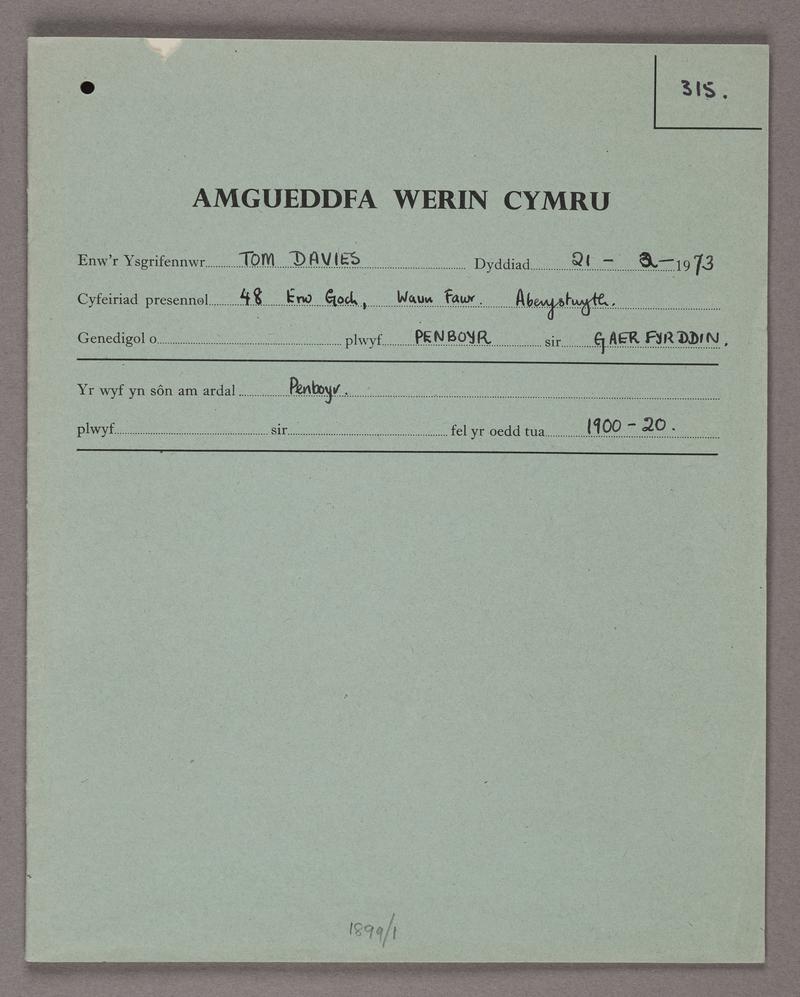 315.
AMGUEDDFA WERIN CYMRU
Enw'r Ysgrifennwr TOM DAVIES Dyddiad 21 - 2 - 1973
Cyfeiriad presennol 48 Erw Goch, Waun Fawr. Aberystwyth.
Genedigol o plwyf PENBOYR sir GAERFYRDDIN.
Yr wyf yn sôn am ardal Penboyr.
plwyf sir fel yr oedd tua 1900 - 20.
1899/1